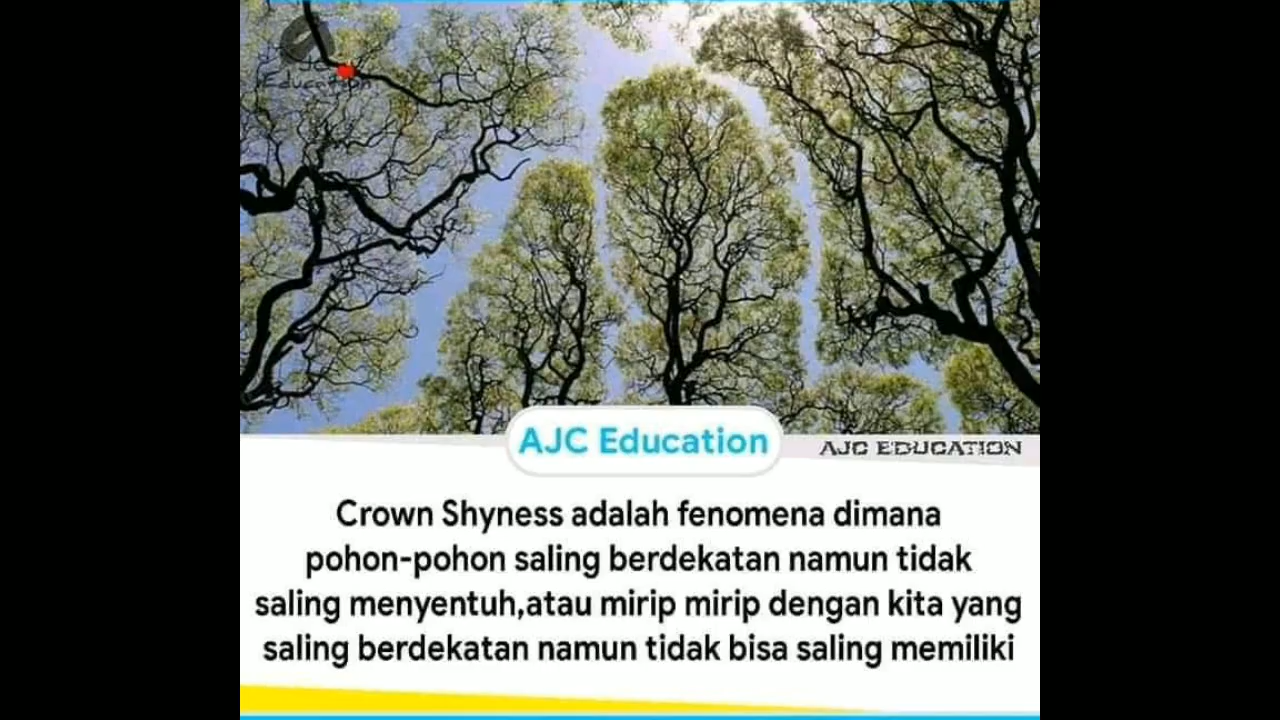 Education
AJC Education
AJC EDUCATION
Crown Shyness adalah fenomena dimana
pohon-pohon saling berdekatan namun tidak
saling menyentuh,atau mirip mirip dengan kita yang
saling berdekatan namun tidak bisa saling memiliki